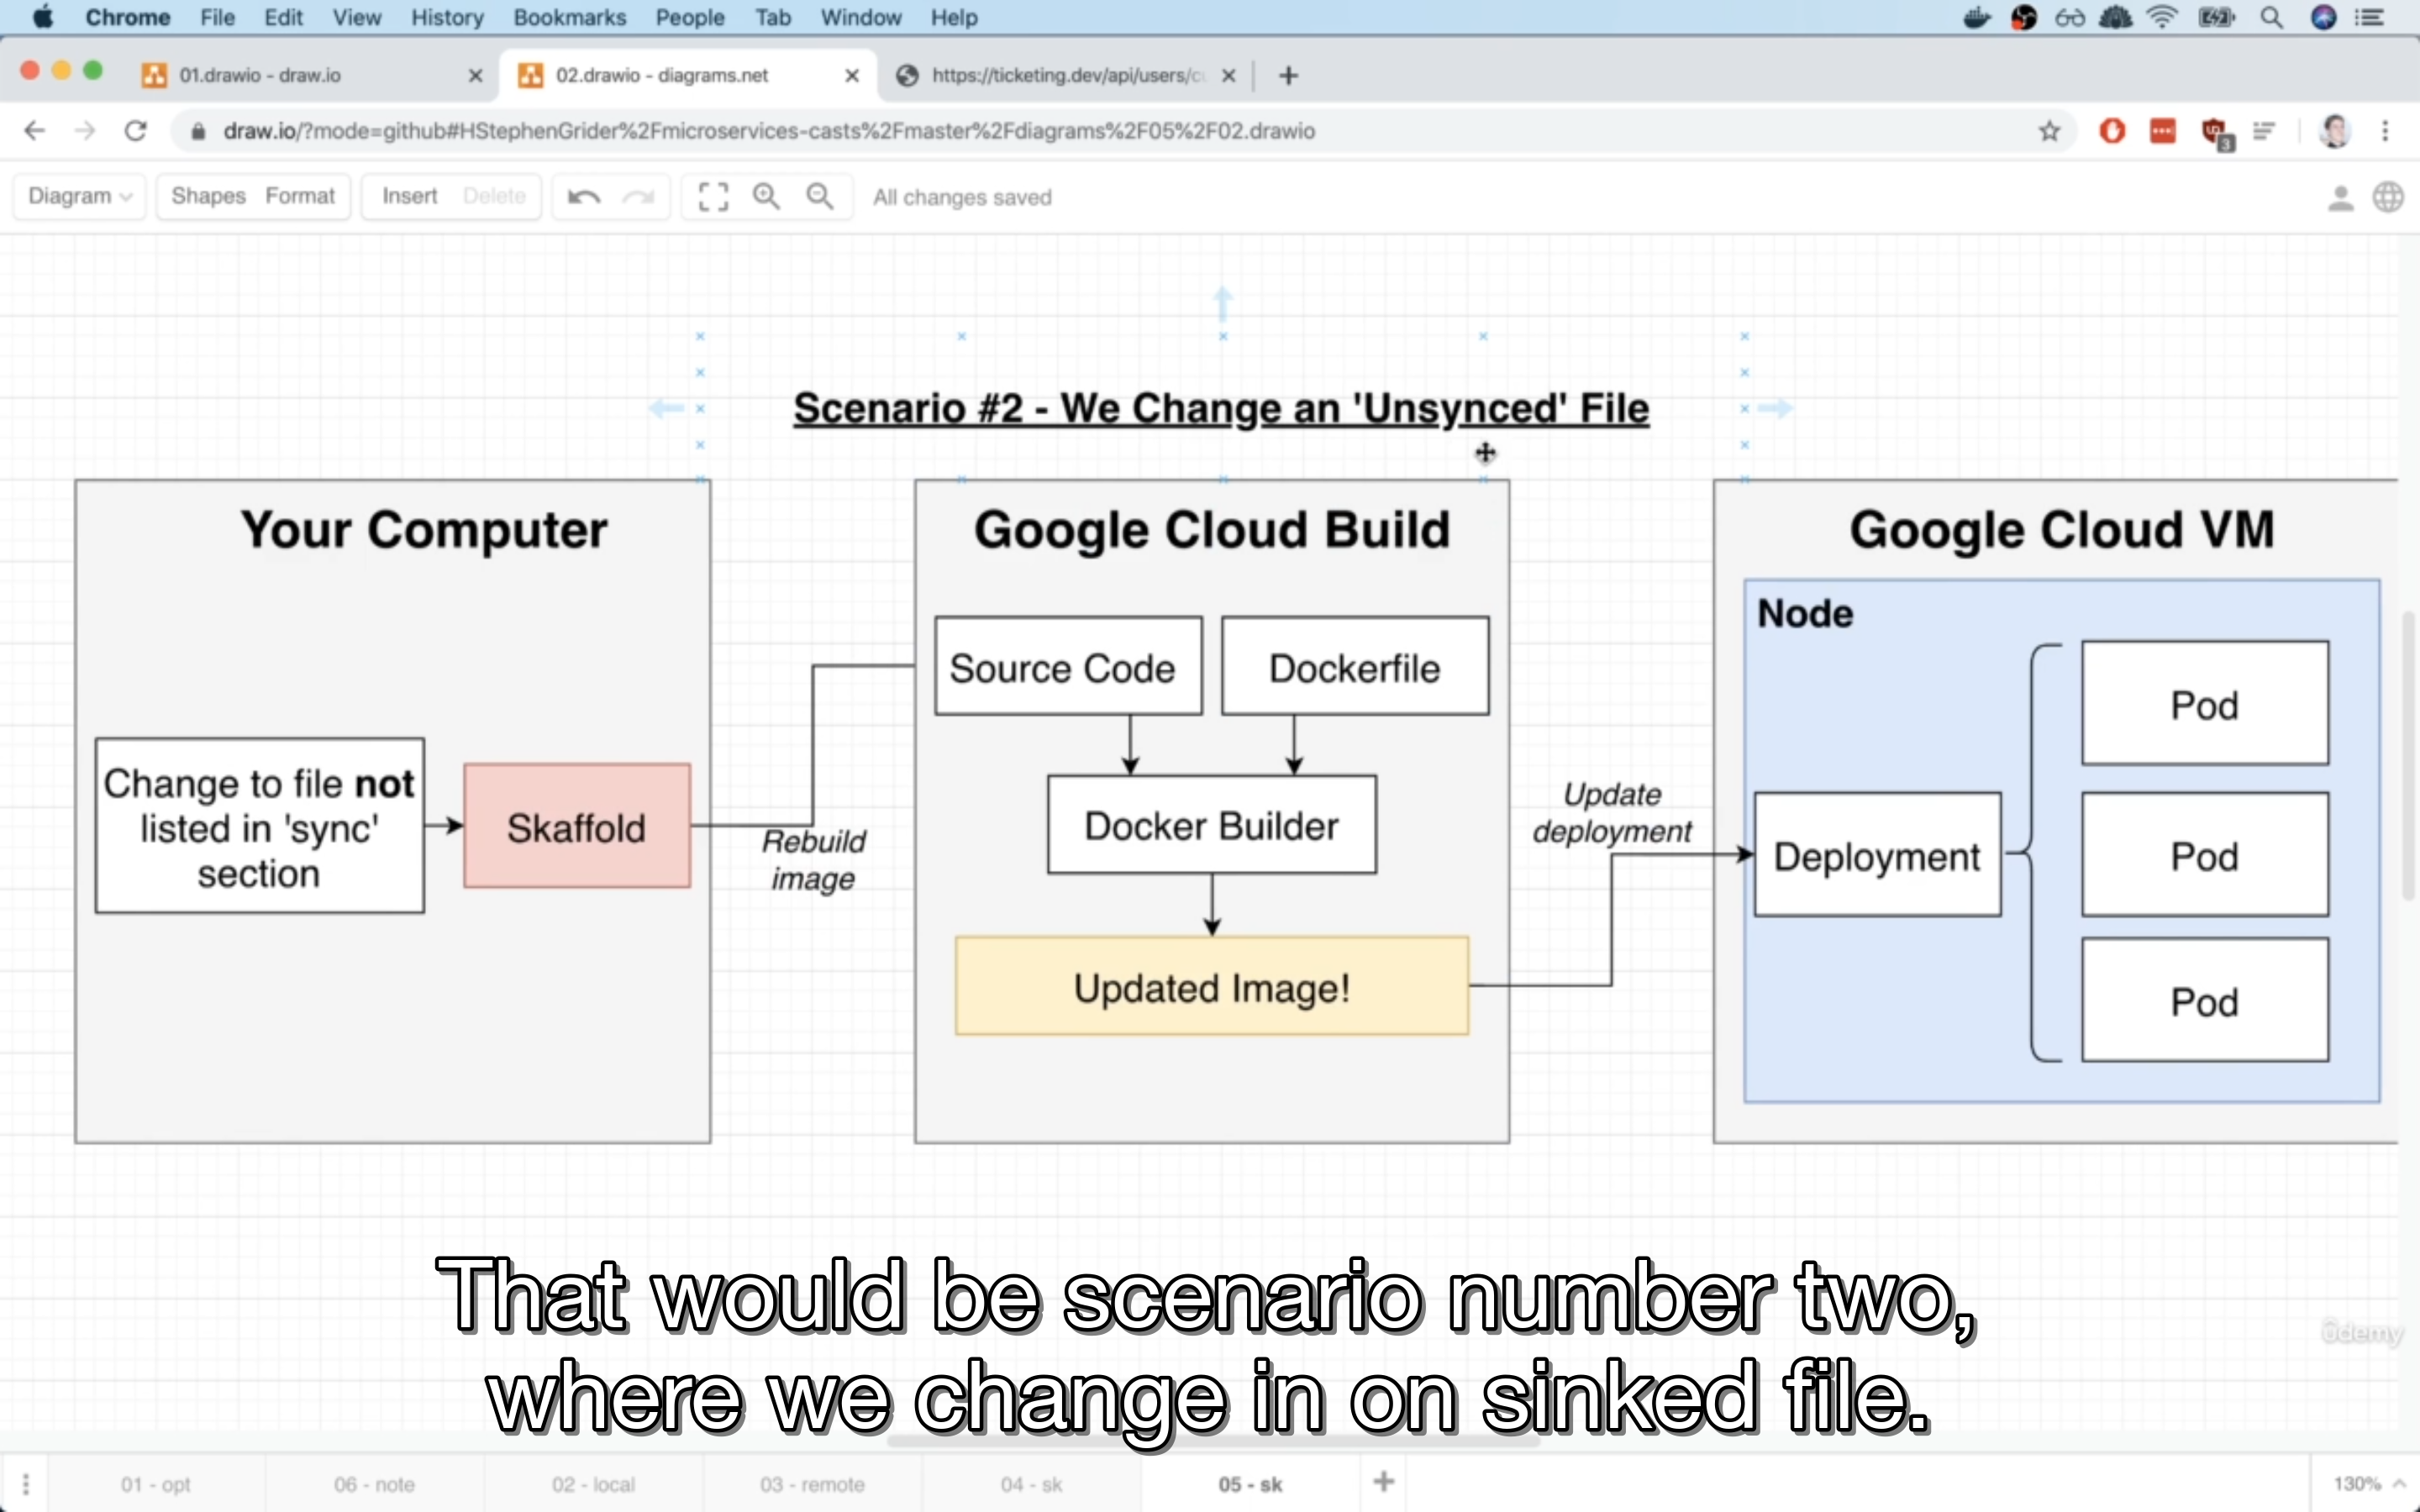 Chrome File Edit View History Bookmarks People Tab Window Help
01.drawio - draw.io
02.drawio - diagrams.net
https://ticketing.dev/api/users/cu
draw.io/?mode=github#HStephenGrider%2Fmicroservices-casts%2Fmaster%2Fdiagrams%2F05%2F02.drawio
3
Diagram Shapes Format Insert Delete All changes saved
Scenario #2 - We Change an 'Unsynced' File
Your Computer
Change to file not
listed in 'sync'
section
Skaffold
Rebuild
image
Google Cloud Build
Source Code
Dockerfile
Docker Builder
Updated Image!
Update
deployment
Google Cloud VM
Node
Deployment
Pod
Pod
Pod
That would be scenario number two,
where we change in on sinked file.
ûdemy
01 - opt 06 - note 02 - local 03 - remote 04 - sk 05 - sk
130%